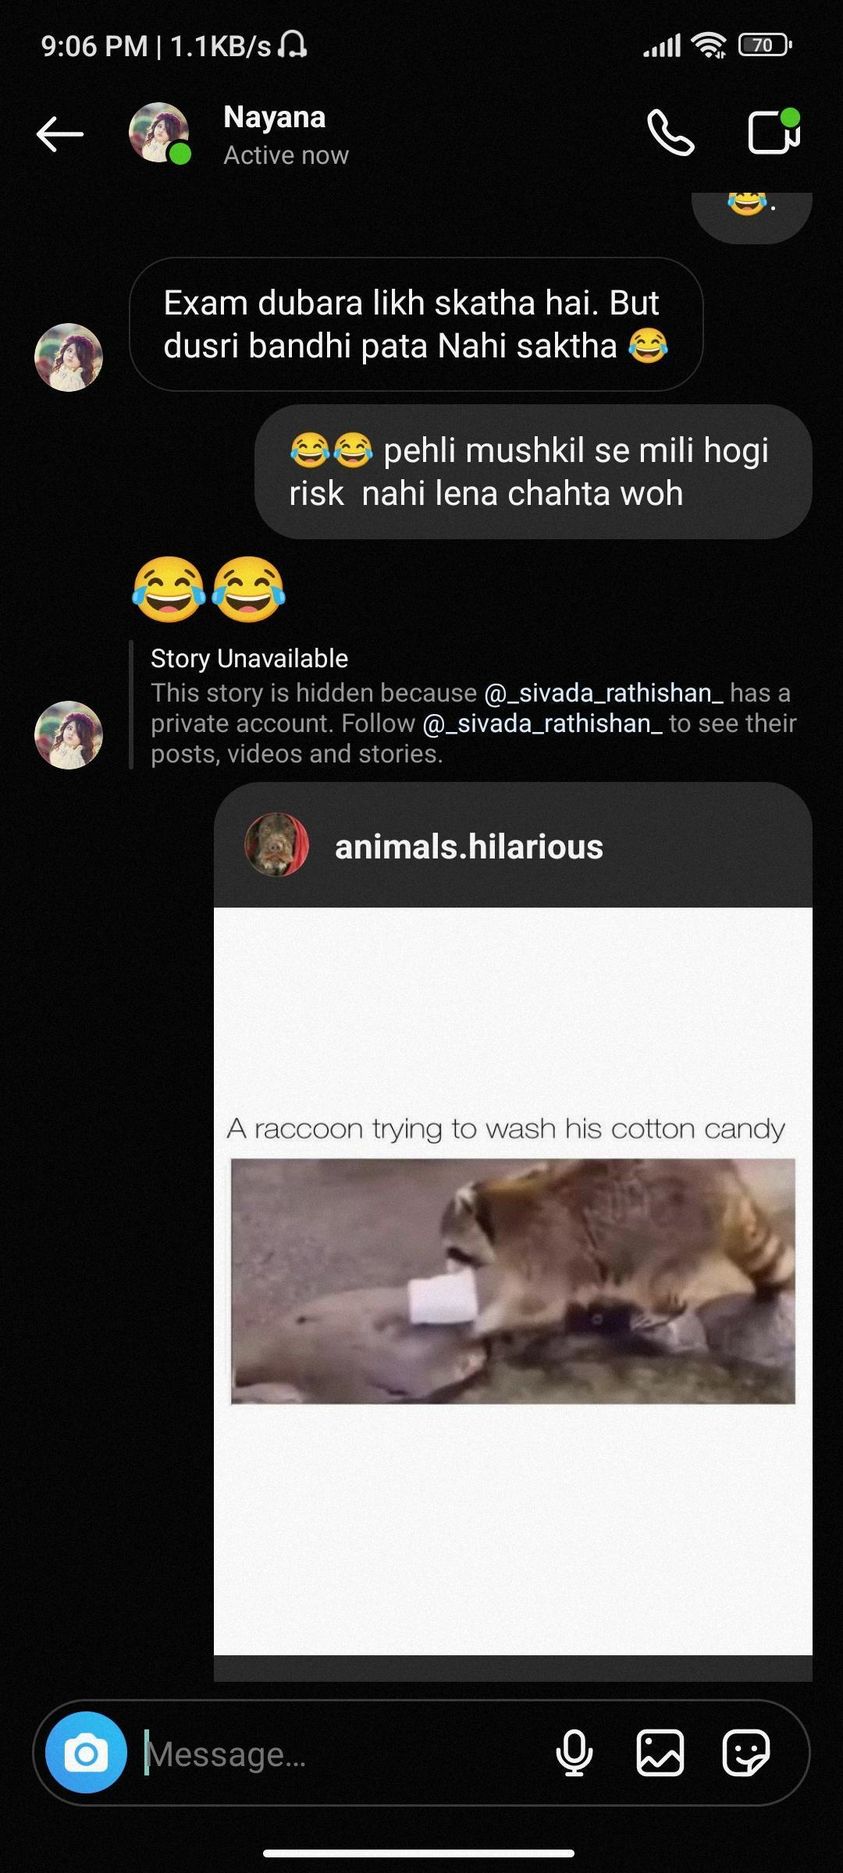 9:06 PM | 1.1KB/s
70
Nayana
Active now
😂.
Exam dubara likh skatha hai. But
dusri bandhi pata Nahi saktha 😂
😂😂 pehli mushkil se mili hogi
risk  nahi lena chahta woh
😂😂
Story Unavailable
This story is hidden because @_sivada_rathishan_ has a
private account. Follow @_sivada_rathishan_ to see their
posts, videos and stories.
animals.hilarious
A raccoon trying to wash his cotton candy
Message...